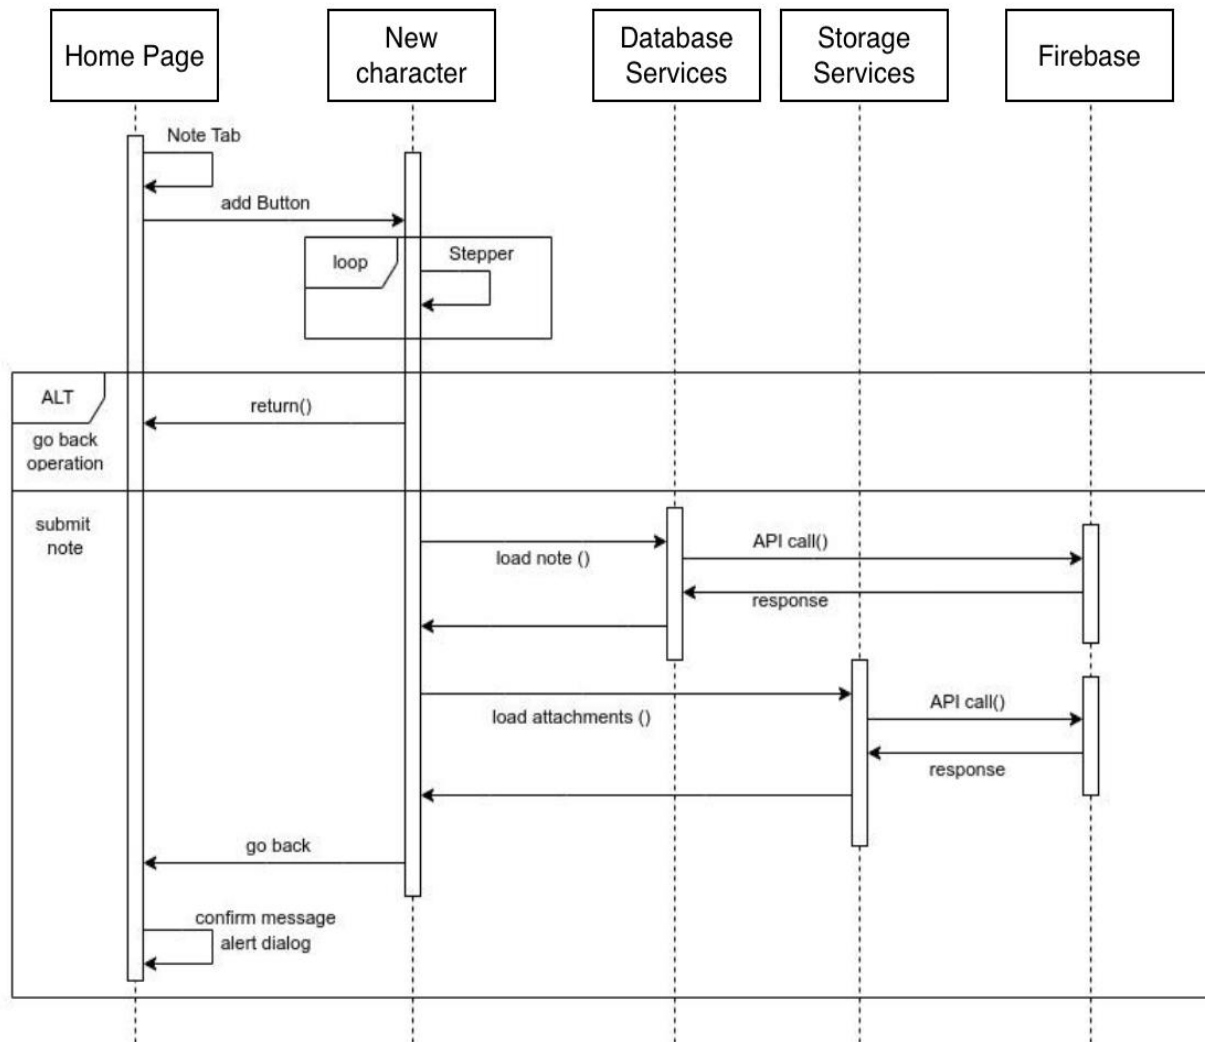 Home Page
New
character
Database
Services
Storage
Services
Firebase
Note Tab
add Button
loop
Stepper
ALT
return()
go back
operation
submit
note
load note ()
API call()
response
load attachments ()
API call()
response
go back
confirm message
alert dialog